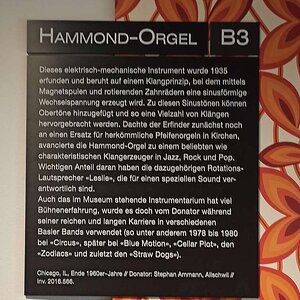 HAMMOND-ORGEL B3
Dieses elektrisch-mechanische Instrument wurde 1935
erfunden und beruht auf einem Klangprinzip, bei dem mittels
Magnetspulen und rotierenden Zahnrädern eine sinusförmige
Wechselspannung erzeugt wird. Zu diesen Sinustönen können
Obertöne hinzugefügt und so eine Vielzahl von Klängen
hervorgebracht werden. Dachte der Erfinder zunächst noch
an einen Ersatz für herkömmliche Pfeifenorgeln in Kirchen,
avancierte die Hammond-Orgel zu einem beliebten wie
charakteristischen Klangerzeuger in Jazz, Rock und Pop.
Wichtigen Anteil daran haben die dazugehörigen Rotations-
Lautsprecher «Leslie», die für einen speziellen Sound ver-
antwortlich sind.
Auch das im Museum stehende Instrumentarium hat viel
Bühnenerfahrung, wurde es doch vom Donator während
seiner reichen und langen Karriere in verschiedenen
Basler Bands verwendet (so unter anderem 1978 bis 1980
bei «Circus», später bei «Blue Motion», «Cellar Plot», den
«Zodiacs» und zuletzt den «Straw Dogs»).
Chicago, IL, Ende 1960er-Jahre // Donator: Stephan Ammann, Allschwil //
Inv. 2016.566.